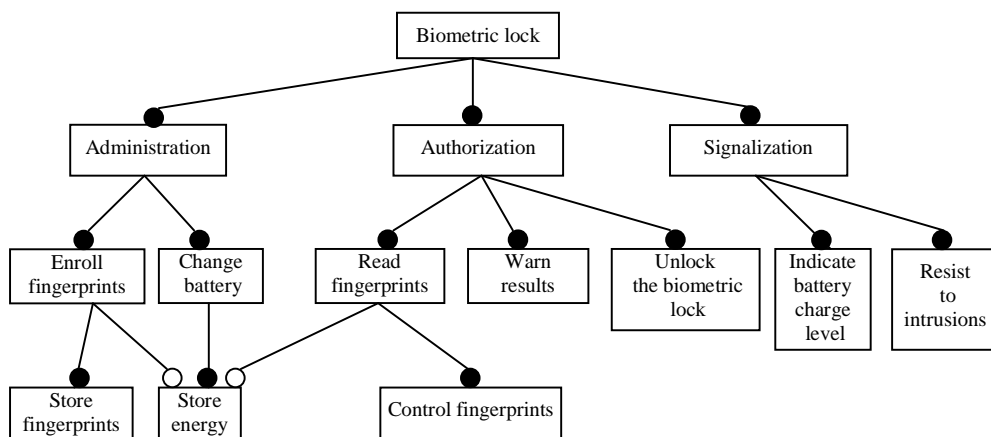 Biometric lock
Administration
Authorization
Signalization
Enroll
fingerprints
Change
battery
Read
fingerprints
Warn
results
Unlock
the biometric
lock
Indicate
battery
charge
level
Resist
to
intrusions
Store
fingerprints
Store
energy
Control fingerprints